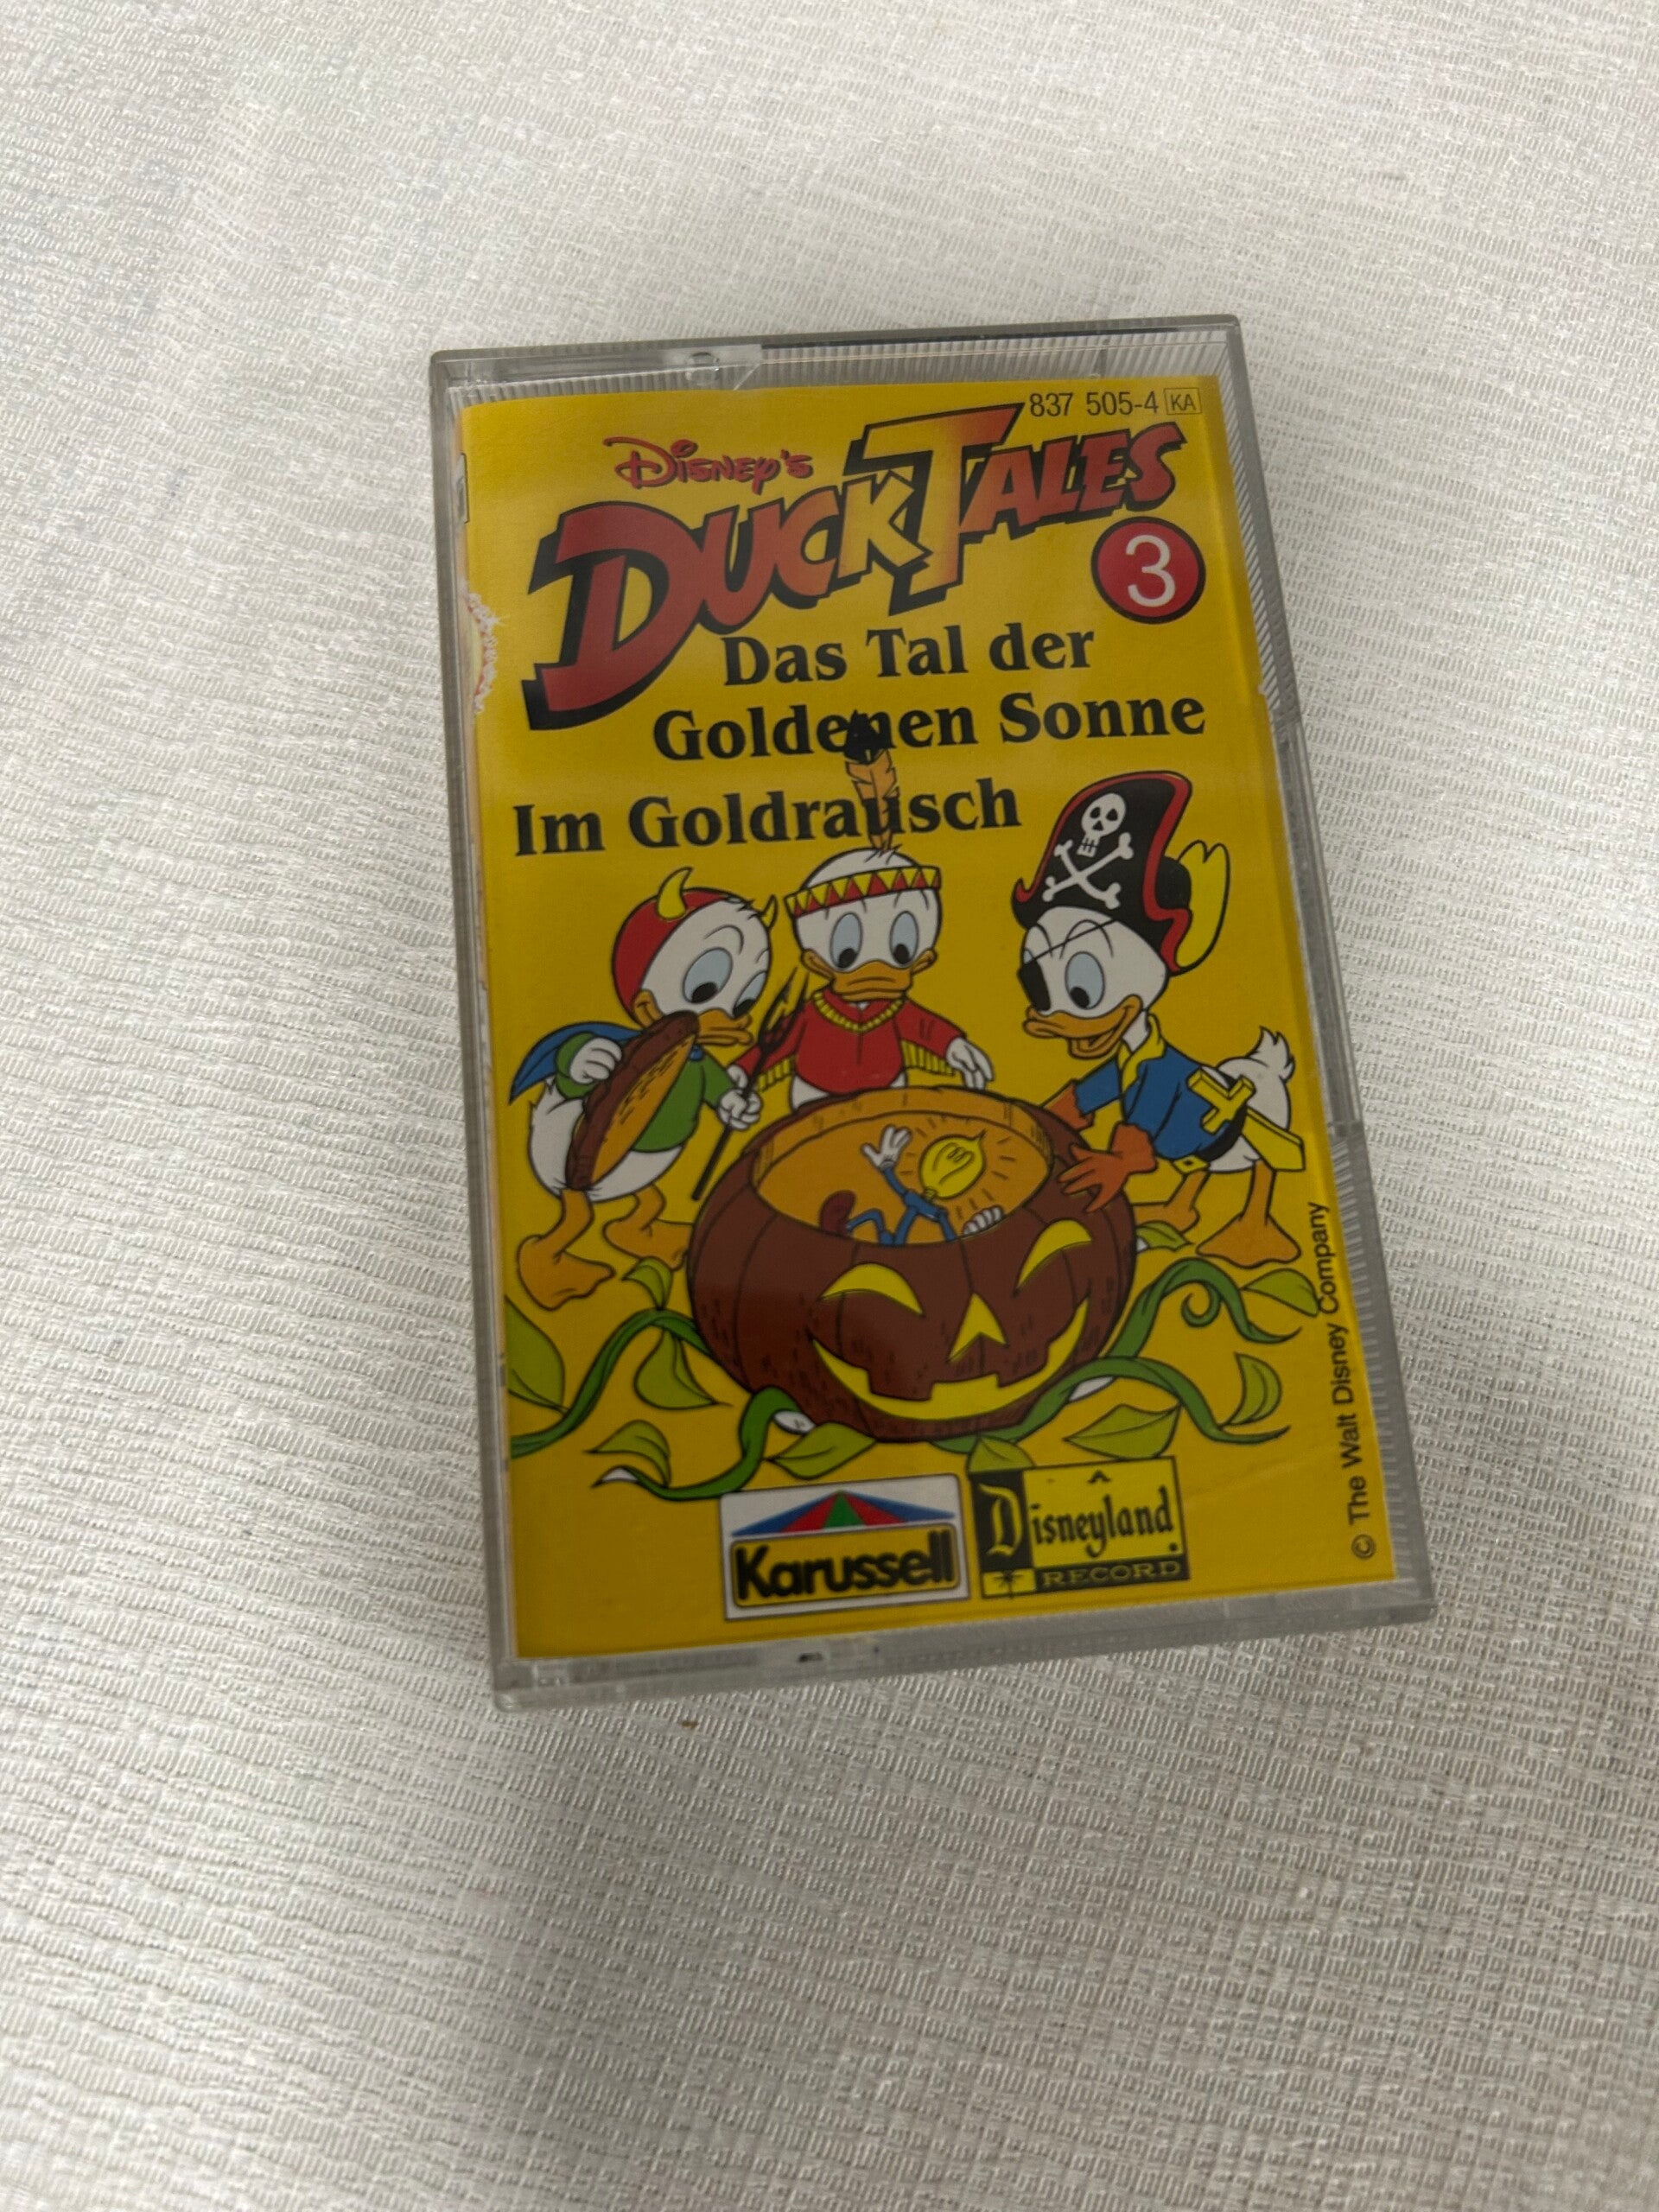 837 505-4 KA
Disney's
DuckTales
3
Das Tal der
Goldenen Sonne
Im Goldrausch
Karussell
A
Disneyland
RECORD
© The Walt Disney Company